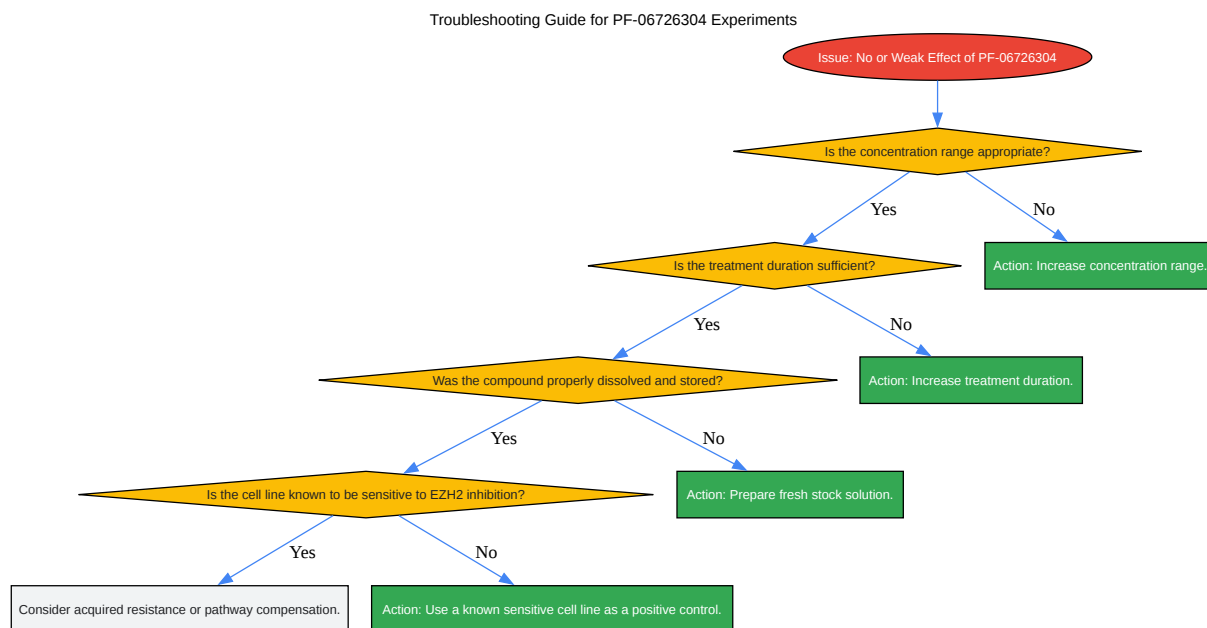 Troubleshooting Guide for PF-06726304 Experiments
Issue: No or Weak Effect of PF-06726304
Is the concentration range appropriate?
Yes
No
Is the treatment duration sufficient?
Action: Increase concentration range.
Yes
No
Was the compound properly dissolved and stored?
Action: Increase treatment duration.
Yes
No
Is the cell line known to be sensitive to EZH2 inhibition?
Action: Prepare fresh stock solution.
Yes
No
Consider acquired resistance or pathway compensation.
Action: Use a known sensitive cell line as a positive control.